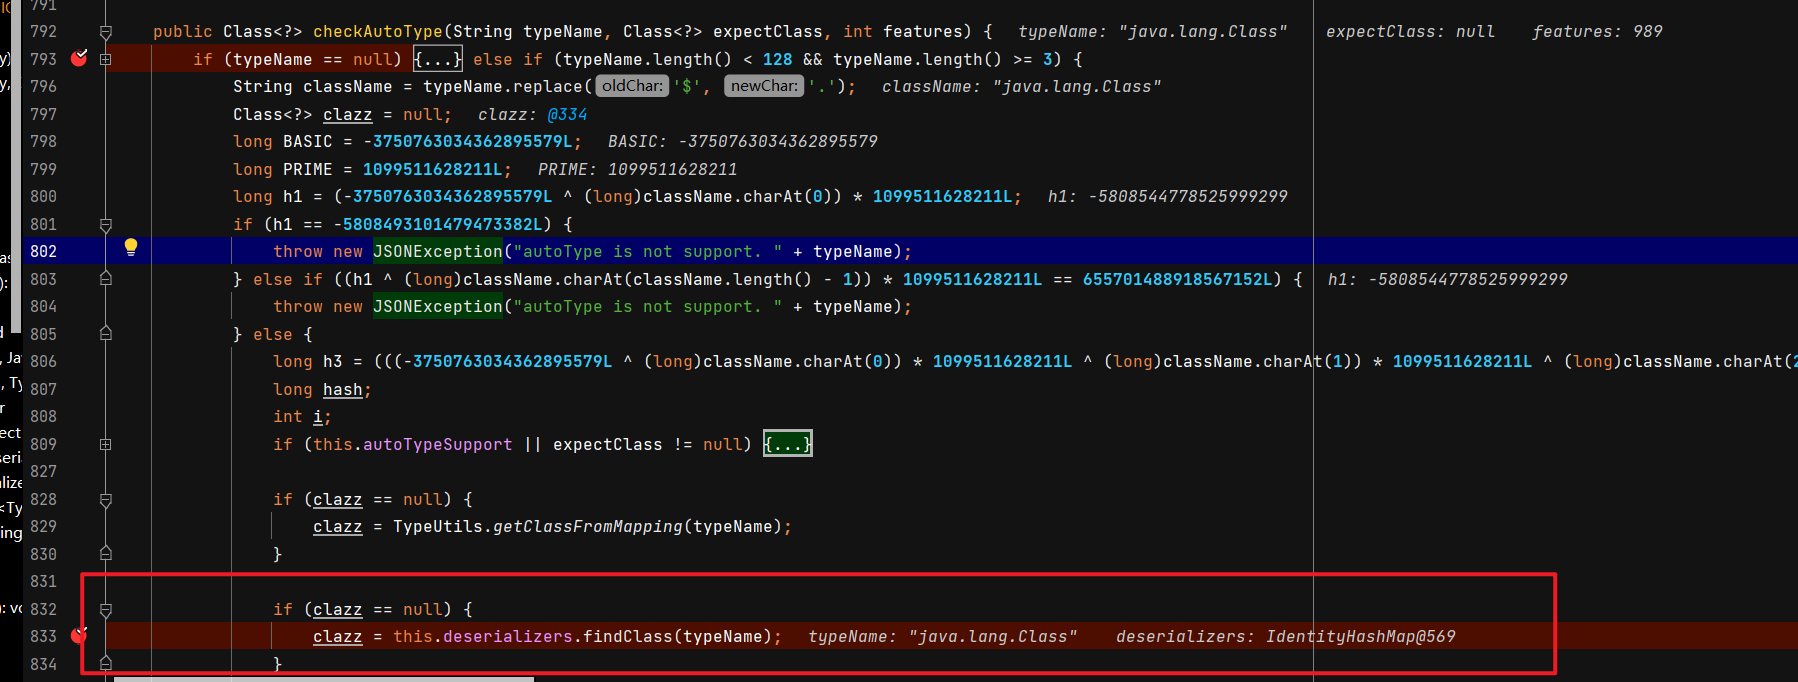 791
792 public Class<?> checkAutoType(String typeName, Class<?> expectClass, int features) { typeName: "java.lang.Class" expectClass: null features: 989
793 if (typeName == null) {...} else if (typeName.length() < 128 && typeName.length() >= 3) {
796 String className = typeName.replace( oldChar: '$', newChar: '.'); className: "java.lang.Class"
797 Class<?> clazz = null; clazz: @334
798 long BASIC = -3750763034362895579L; BASIC: -3750763034362895579
799 long PRIME = 1099511628211L; PRIME: 1099511628211
800 long h1 = (-3750763034362895579L ^ (long)className.charAt(0)) * 1099511628211L; h1: -5808544778525999299
801 if (h1 == -5808493101479473382L) {
802 throw new JSONException("autoType is not support. " + typeName);
803 } else if ((h1 ^ (long)className.charAt(className.length() - 1)) * 1099511628211L == 655701488918567152L) { h1: -5808544778525999299
804 throw new JSONException("autoType is not support. " + typeName);
805 } else {
806 long h3 = (((-3750763034362895579L ^ (long)className.charAt(0)) * 1099511628211L ^ (long)className.charAt(1)) * 1099511628211L ^ (long)className.charAt(2
807 long hash;
808 int i;
809 if (this.autoTypeSupport || expectClass != null) {...}
827
828 if (clazz == null) {
829 clazz = TypeUtils.getClassFromMapping(typeName);
830 }
831
832 if (clazz == null) {
833 clazz = this.deserializers.findClass(typeName); typeName: "java.lang.Class" deserializers: IdentityHashMap@569
834 }